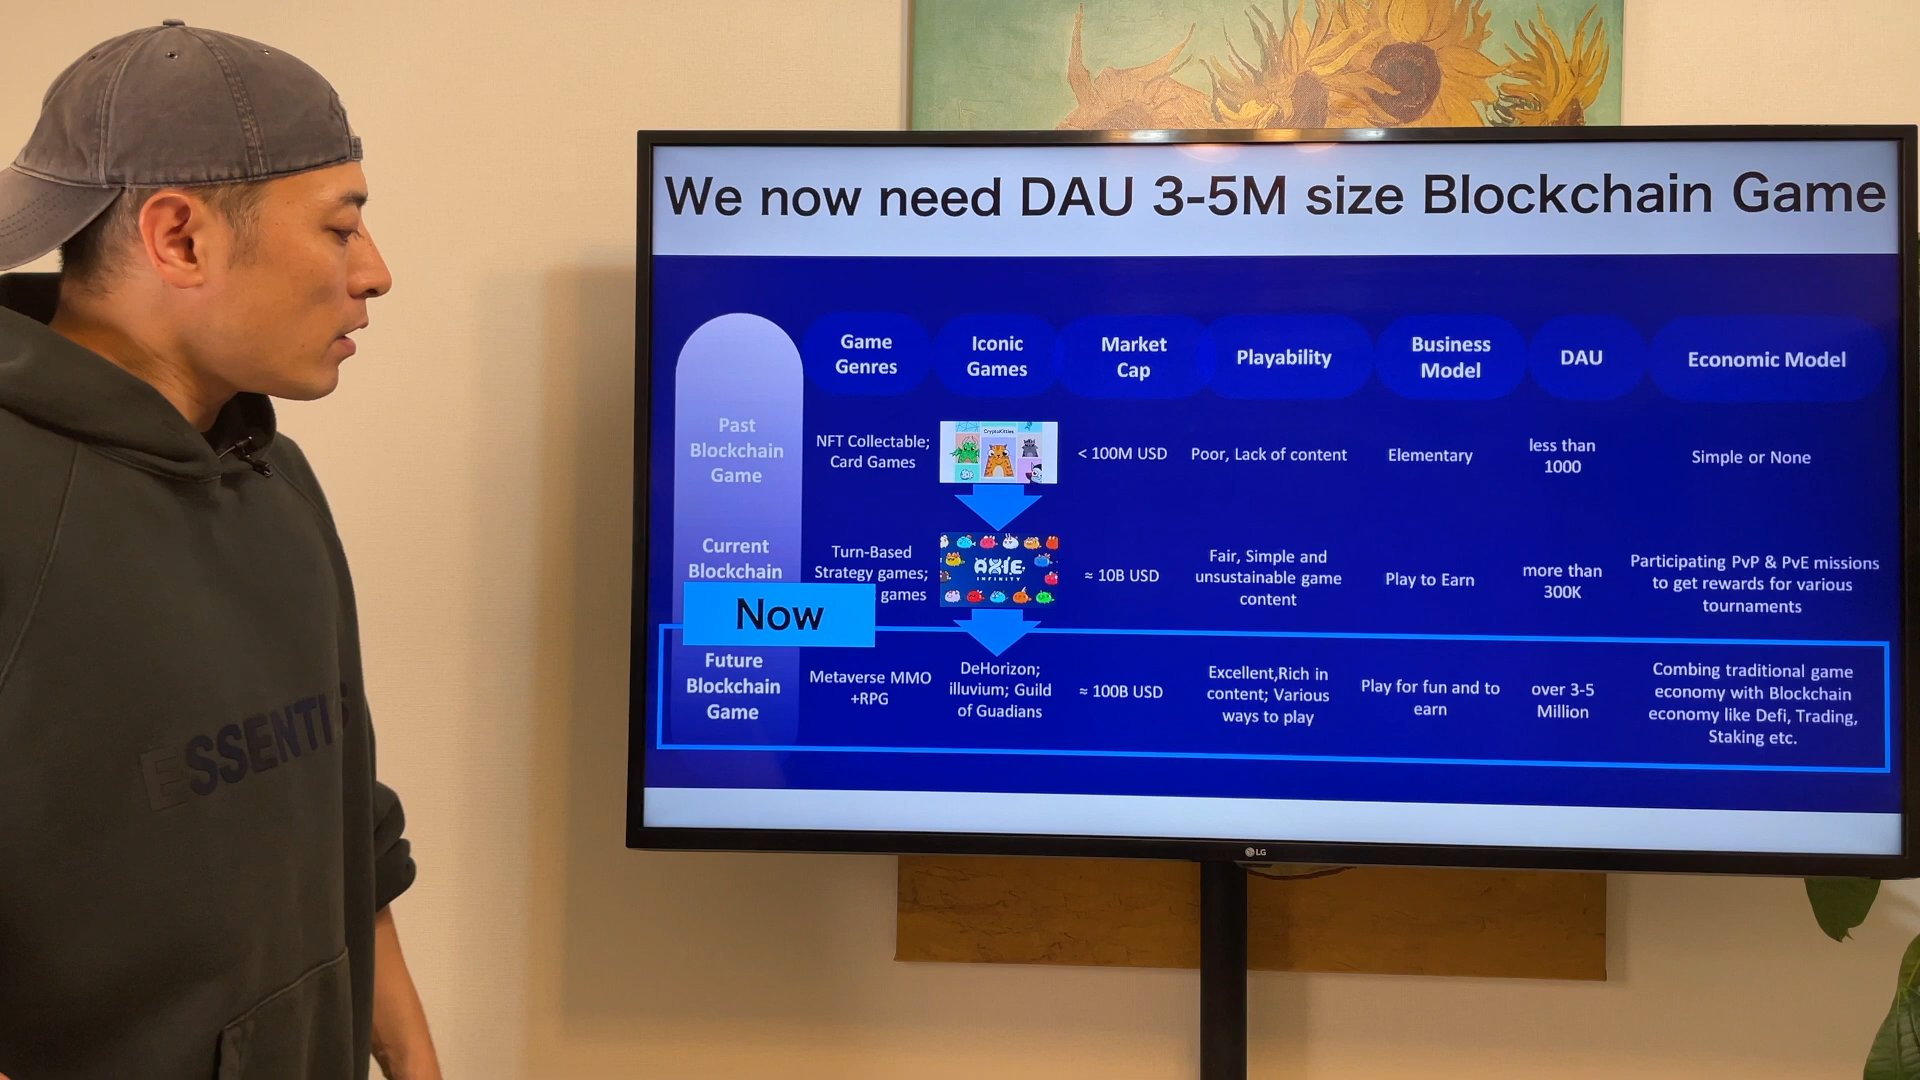 We now need DAU 3-5M size Blockchain Game
Game
Genres
Iconic
Games
Market
Cap
Playability
Business
Model
DAU
Economic Model
Past
Blockchain
Game
NFT Collectable;
Card Games
CryptoKitties
< 100M USD
Poor, Lack of content
Elementary
less than
1000
Simple or None
Current
Blockchain
Turn-Based
Strategy games;
games
AXIE
INFINITY
≈ 10B USD
Fair, Simple and
unsustainable game
content
Play to Earn
more than
300K
Participating PvP & PvE missions
to get rewards for various
tournaments
Now
Future
Blockchain
Game
Metaverse MMO
+RPG
DeHorizon;
illuvium; Guild
of Guadians
≈ 100B USD
Excellent,Rich in
content; Various
ways to play
Play for fun and to
earn
over 3-5
Million
Combing traditional game
economy with Blockchain
economy like Defi, Trading,
Staking etc.
LG
ESSENTI